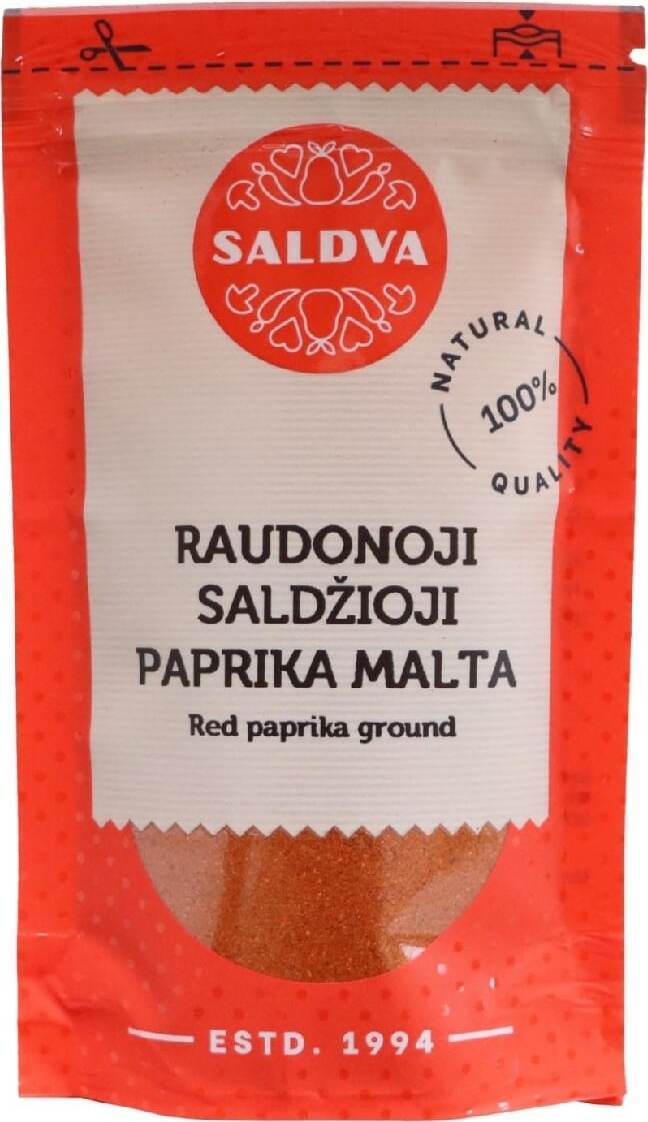 SALDVA
NATURAL
100%
QUALITY
RAUDONOJI
SALDŽIOJI
PAPRIKA MALTA
Red paprika ground
ESTD. 1994